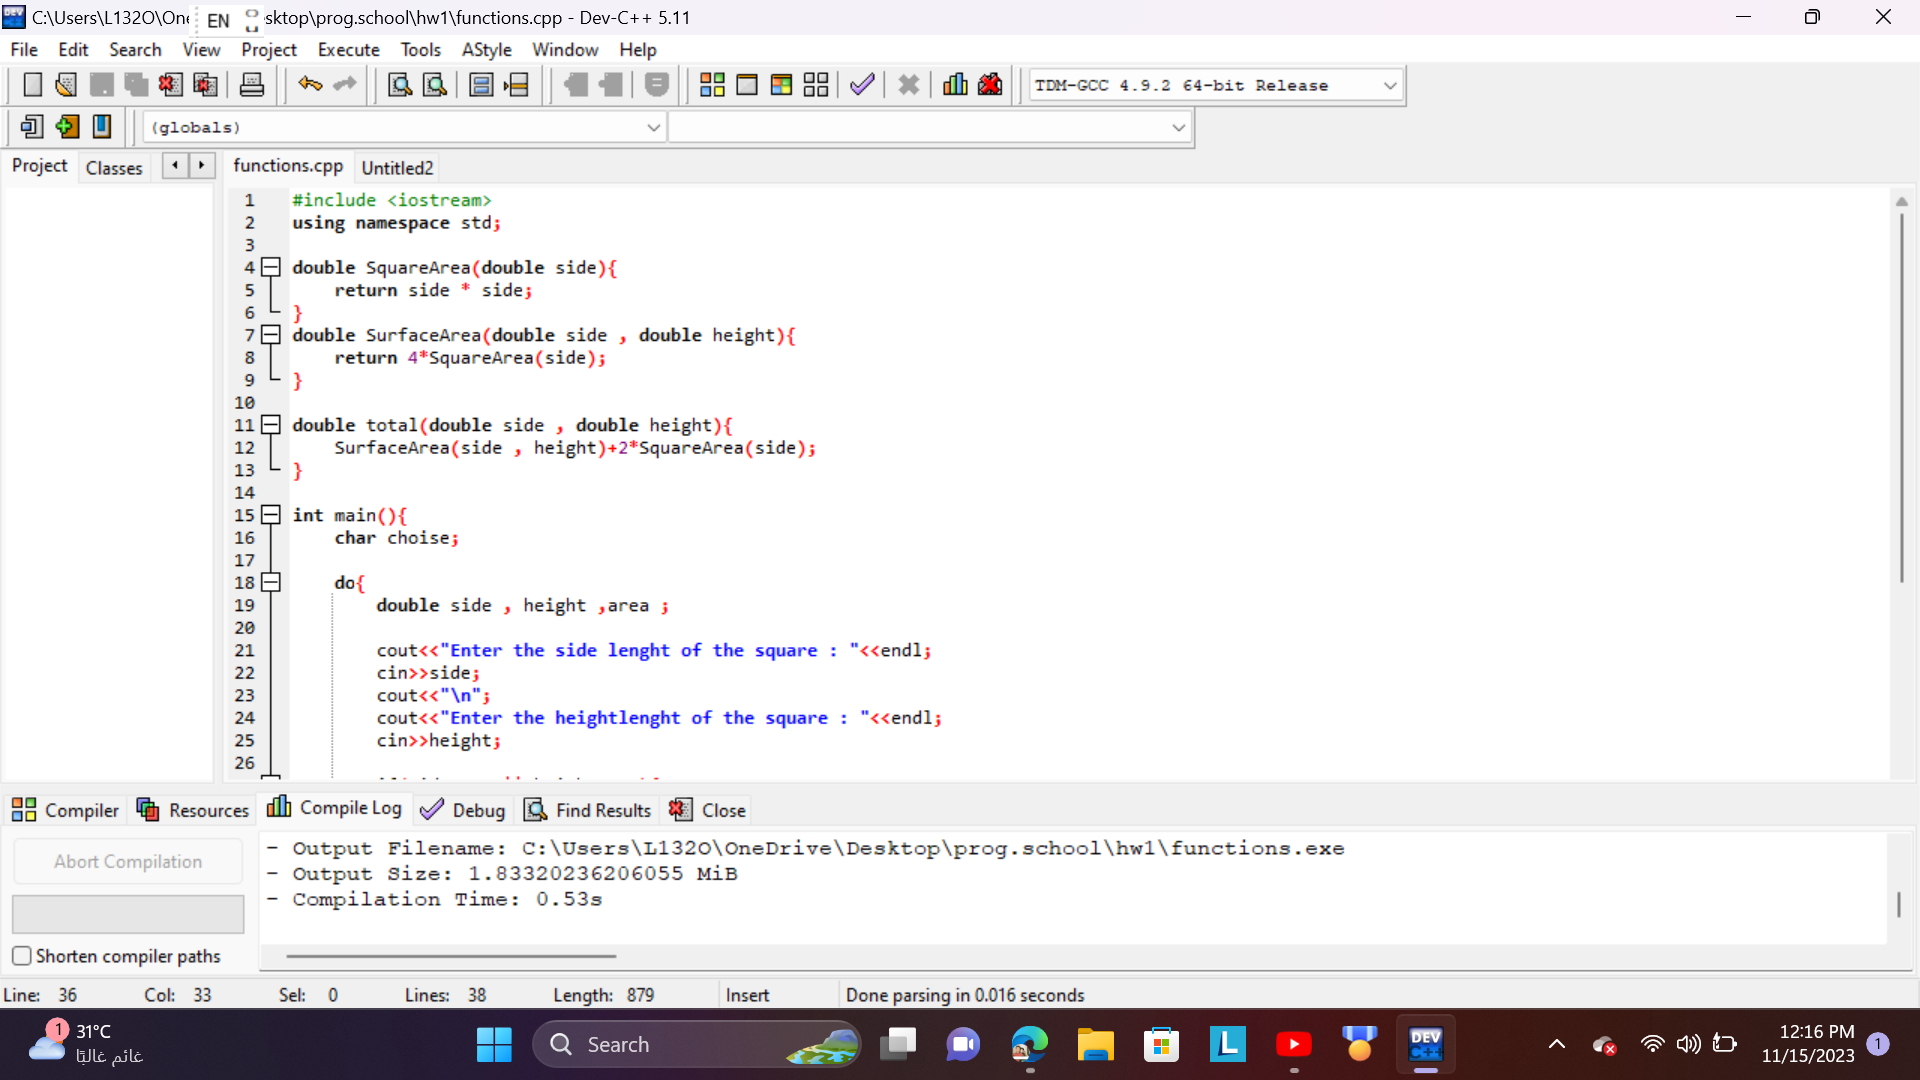 C:\Users\L132O\One
EN
sktop\prog.school\hw1\functions.cpp - Dev-C++ 5.11
File Edit Search View Project Execute Tools AStyle Window Help
TDM-GCC 4.9.2 64-bit Release
(globals)
Project Classes functions.cpp Untitled2
1 #include <iostream>
2 using namespace std;
3
4 double SquareArea(double side){
5 return side * side;
6 }
7 double SurfaceArea(double side , double height){
8 return 4*SquareArea(side);
9 }
10
11 double total(double side , double height){
12 SurfaceArea(side , height)+2*SquareArea(side);
13 }
14
15 int main(){
16 char choise;
17
18 do{
19 double side , height ,area ;
20
21 cout<<"Enter the side lenght of the square : "<<endl;
22 cin>>side;
23 cout<<"\n";
24 cout<<"Enter the heightlenght of the square : "<<endl;
25 cin>>height;
26
Compiler Resources Compile Log Debug Find Results Close
Abort Compilation
Shorten compiler paths
- Output Filename: C:\Users\L132O\OneDrive\Desktop\prog.school\hw1\functions.exe
- Output Size: 1.83320236206055 MiB
- Compilation Time: 0.53s
Line: 36 Col: 33 Sel: 0 Lines: 38 Length: 879 Insert Done parsing in 0.016 seconds
1
31°C
غائم غالبًا
Search
L
DEV
C++
12:16 PM
11/15/2023
1